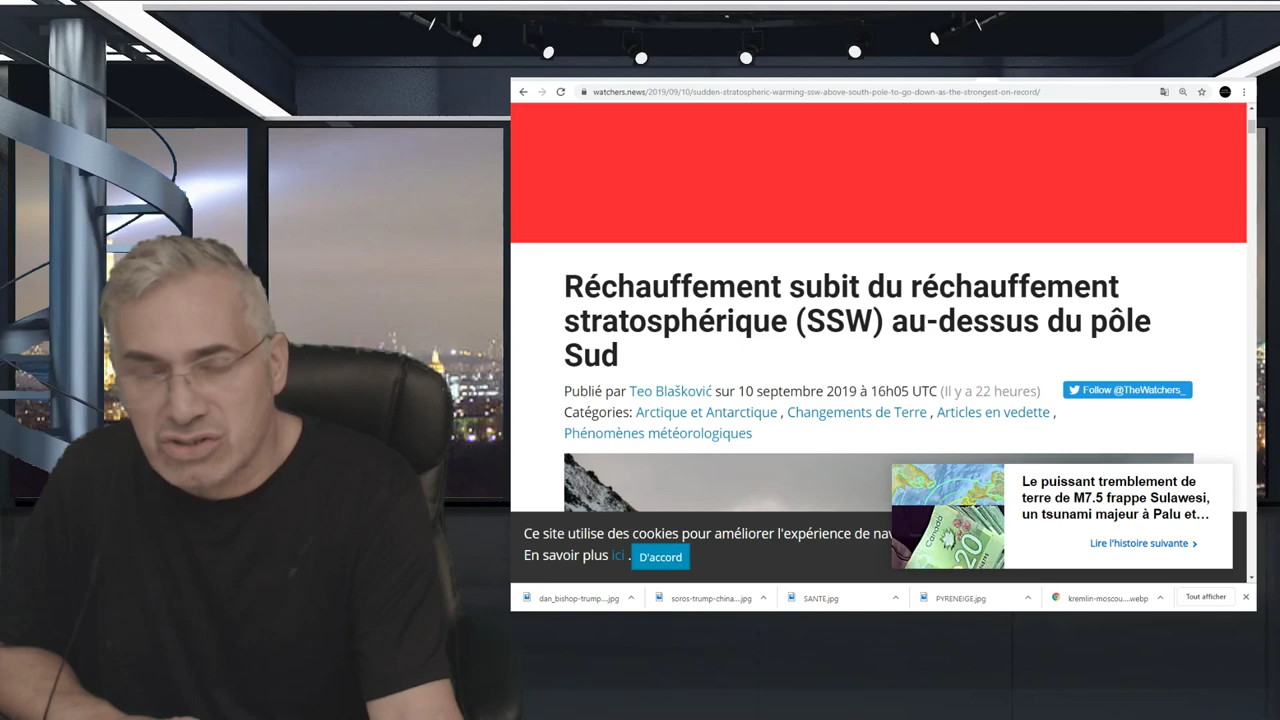 watchers.news/2019/09/10/sudden-stratospheric-warming-ssw-above-south-pole-to-go-down-as-the-strongest-on-record/
Réchauffement subit du réchauffement
stratosphérique (SSW) au-dessus du pôle
Sud
Publié par Teo Blašković sur 10 septembre 2019 à 16h05 UTC (Il y a 22 heures)
Follow @TheWatchers_
Catégories: Arctique et Antarctique , Changements de Terre , Articles en vedette ,
Phénomènes météorologiques
Le puissant tremblement de
terre de M7.5 frappe Sulawesi,
un tsunami majeur à Palu et...
Lire l'histoire suivante >
Canada
20
Ce site utilise des cookies pour améliorer l'expérience de nav
En savoir plus ici .
D'accord
dan_bishop-trump....jpg
soros-trump-china....jpg
SANTE.jpg
PYRENEIGE.jpg
kremlin-moscou....webp
Tout afficher